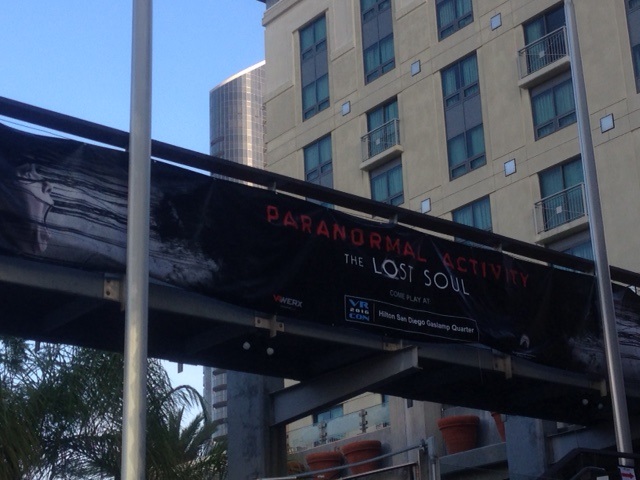 PARANORMAL ACTIVITY
THE LOST SOUL
COME PLAY AT
VRWERX
VR
2016
CON
Hilton San Diego Gaslamp Quarter